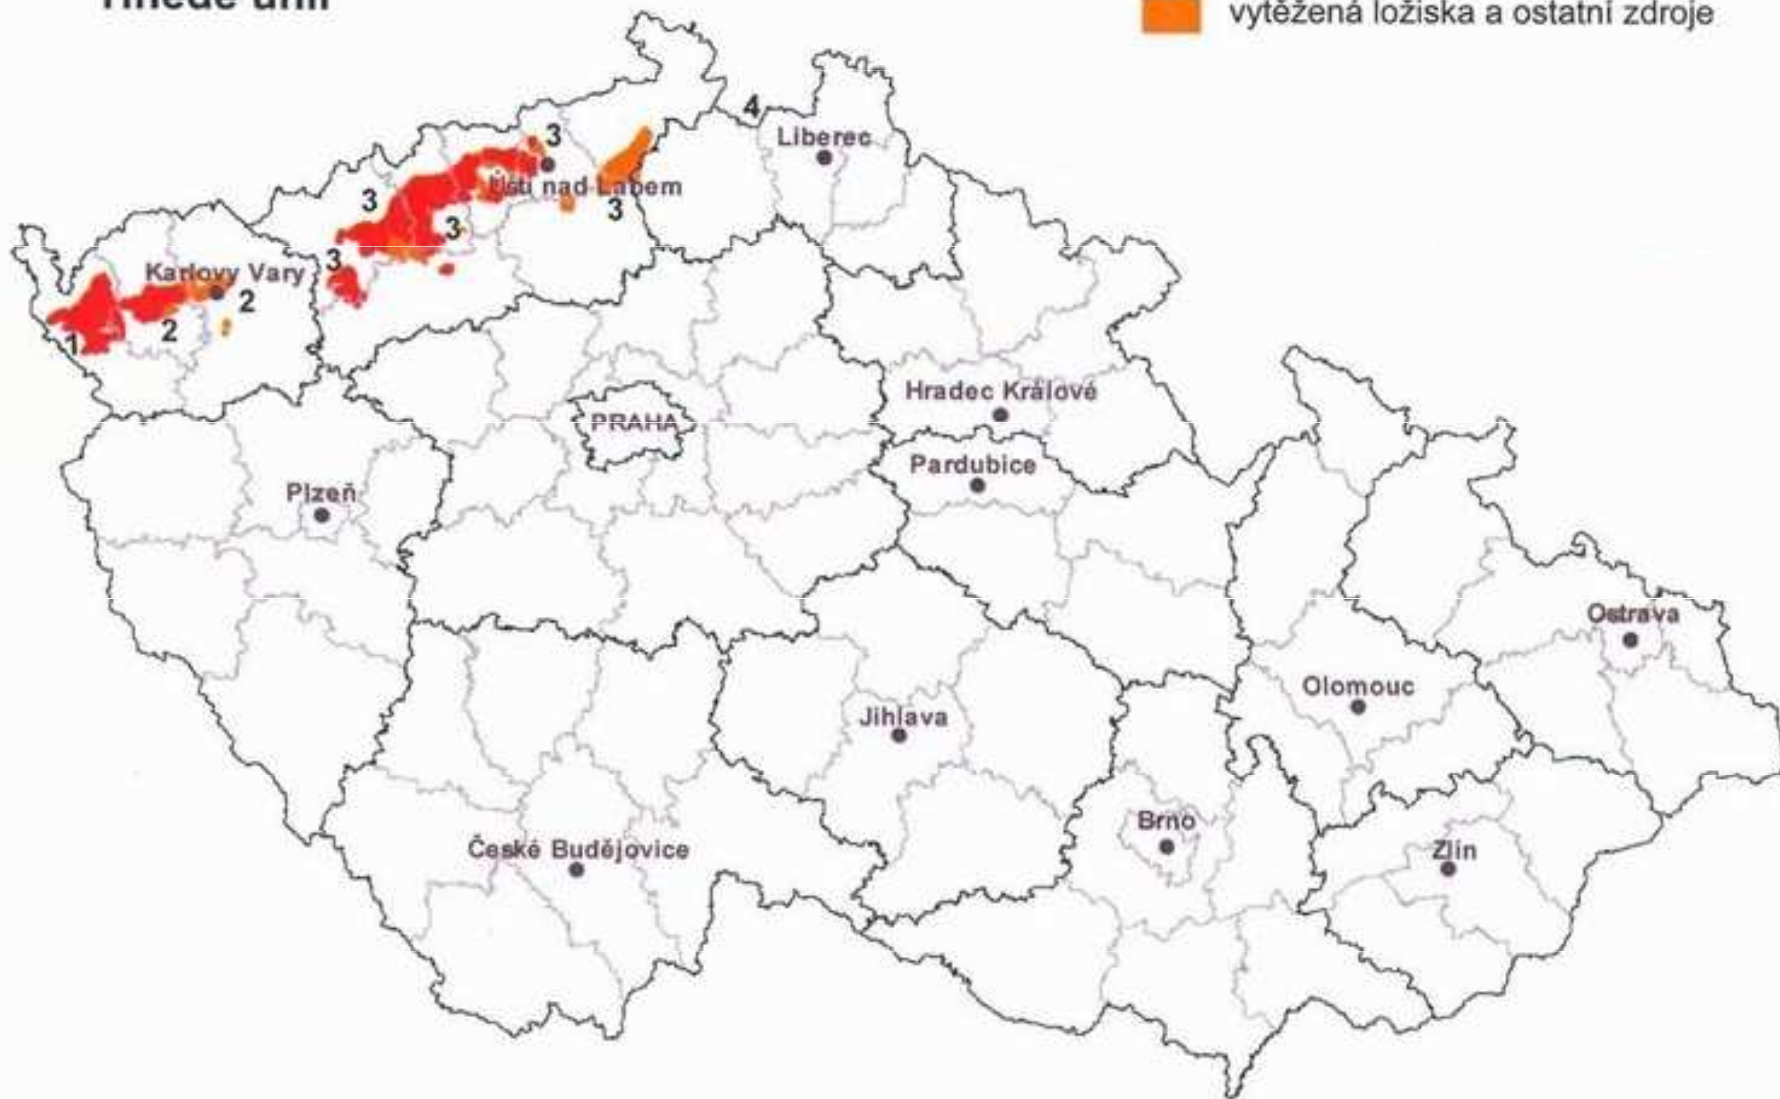 Hnědé uhlí
vytěžená ložiska a ostatní zdroje
4
Liberec
3
Ústí nad Labem
3
3
3
3
Karlovy Vary
2
2
1
Hradec Králové
PRAHA
Pardubice
Plzeň
Ostrava
Olomouc
Jihlava
Brno
České Budějovice
Zlín